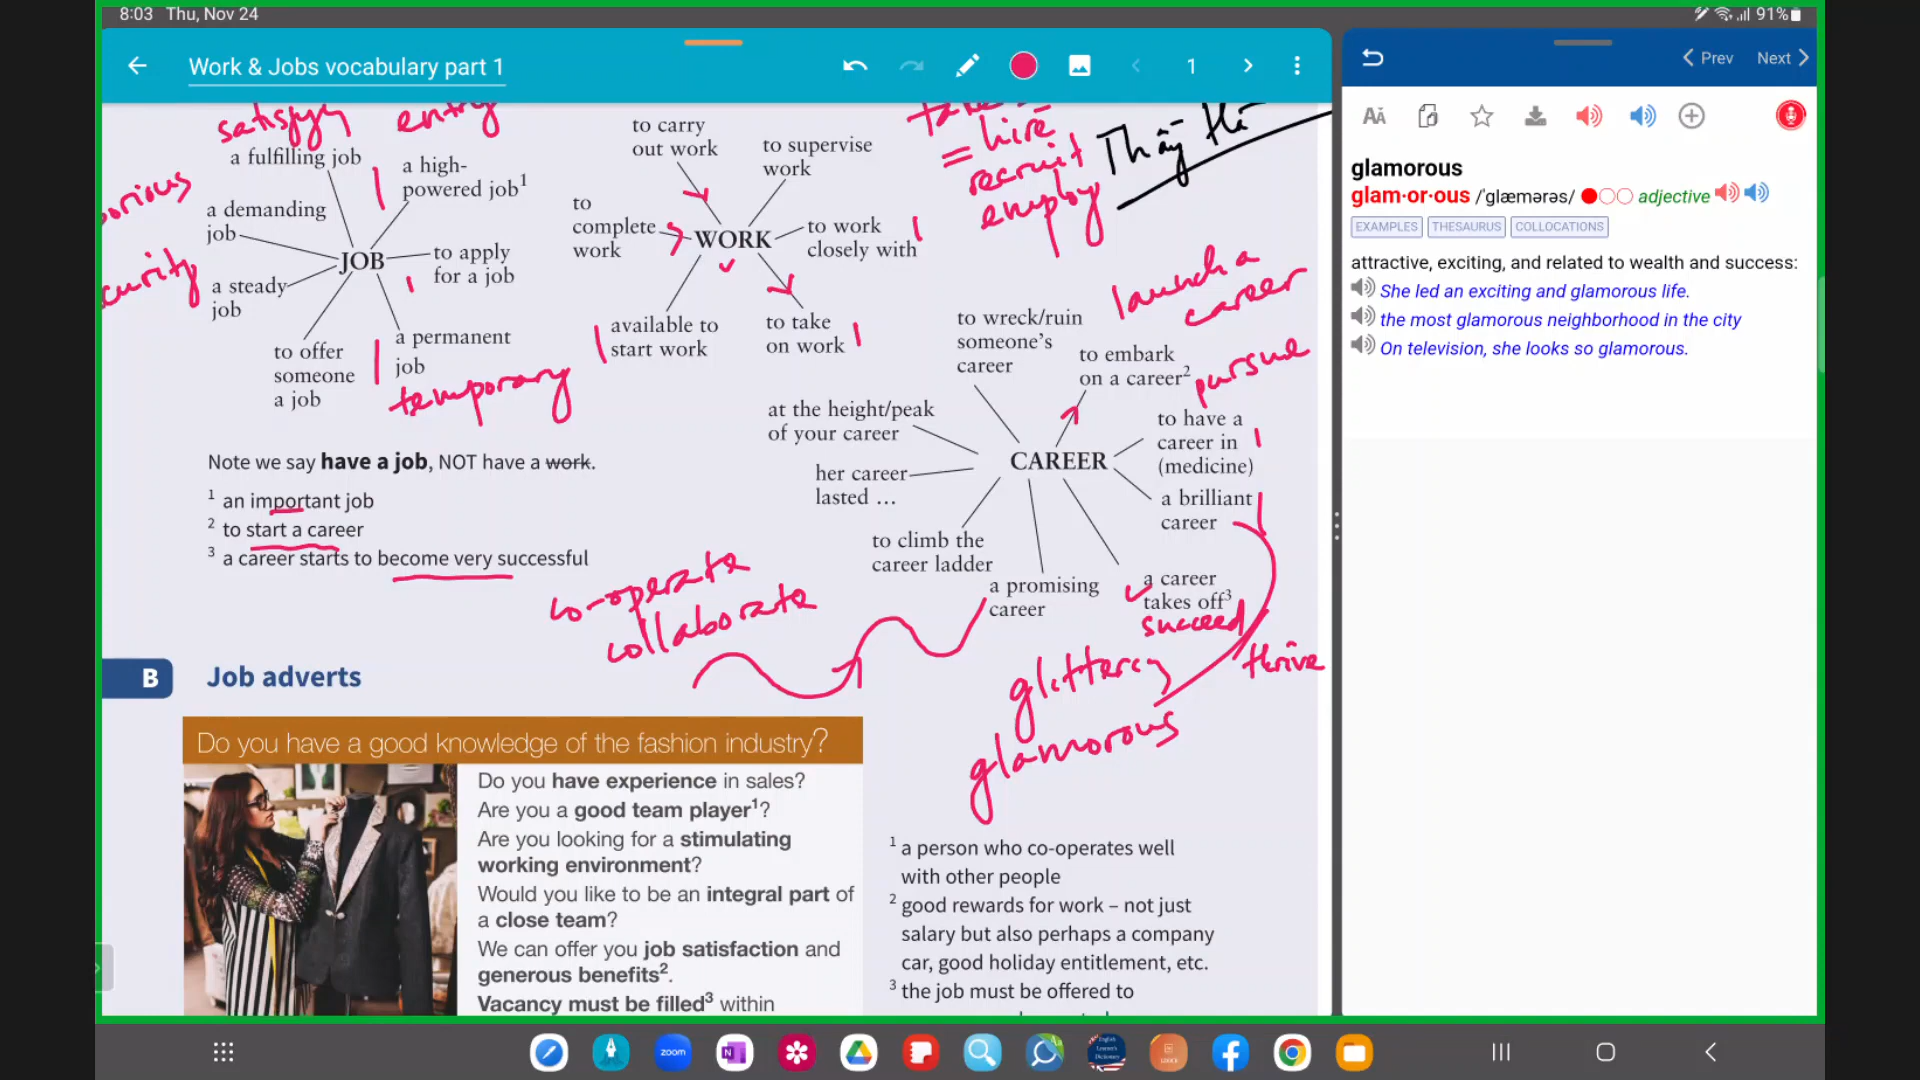 8:03 Thu, Nov 24
91%
Work & Jobs vocabulary part 1
1
Prev Next
satisfyg entry
a fulfilling job
a high-
powered job¹
a demanding
job
JOB
to apply
for a job
a steady
job
to offer
someone
a job
a permanent
job
temporary
to carry
out work
to supervise
work
to
complete
work
WORK
to work
closely with
available to
start work
to take
on work
= hire
recruit
employ
Thầy
launch a
career
pursue
to wreck/ruin
someone's
career
to embark
on a career²
at the height/peak
of your career
to have a
career in
(medicine)
CAREER
her career
lasted …
a brilliant
career
to climb the
career ladder
a promising
career
a career
takes off³
succeed
thrive
glittering
glamorous
co-operate
collaborate
Note we say have a job, NOT have a work.
¹ an important job
² to start a career
³ a career starts to become very successful
B Job adverts
Do you have a good knowledge of the fashion industry?
Do you have experience in sales?
Are you a good team player¹?
Are you looking for a stimulating
working environment?
Would you like to be an integral part of
a close team?
We can offer you job satisfaction and
generous benefits².
Vacancy must be filled³ within
¹ a person who co-operates well
with other people
² good rewards for work – not just
salary but also perhaps a company
car, good holiday entitlement, etc.
³ the job must be offered to
glamorous
glam·or·ous /ˈglæmərəs/ adjective
EXAMPLES THESAURUS COLLOCATIONS
attractive, exciting, and related to wealth and success:
She led an exciting and glamorous life.
the most glamorous neighborhood in the city
On television, she looks so glamorous.
zoom